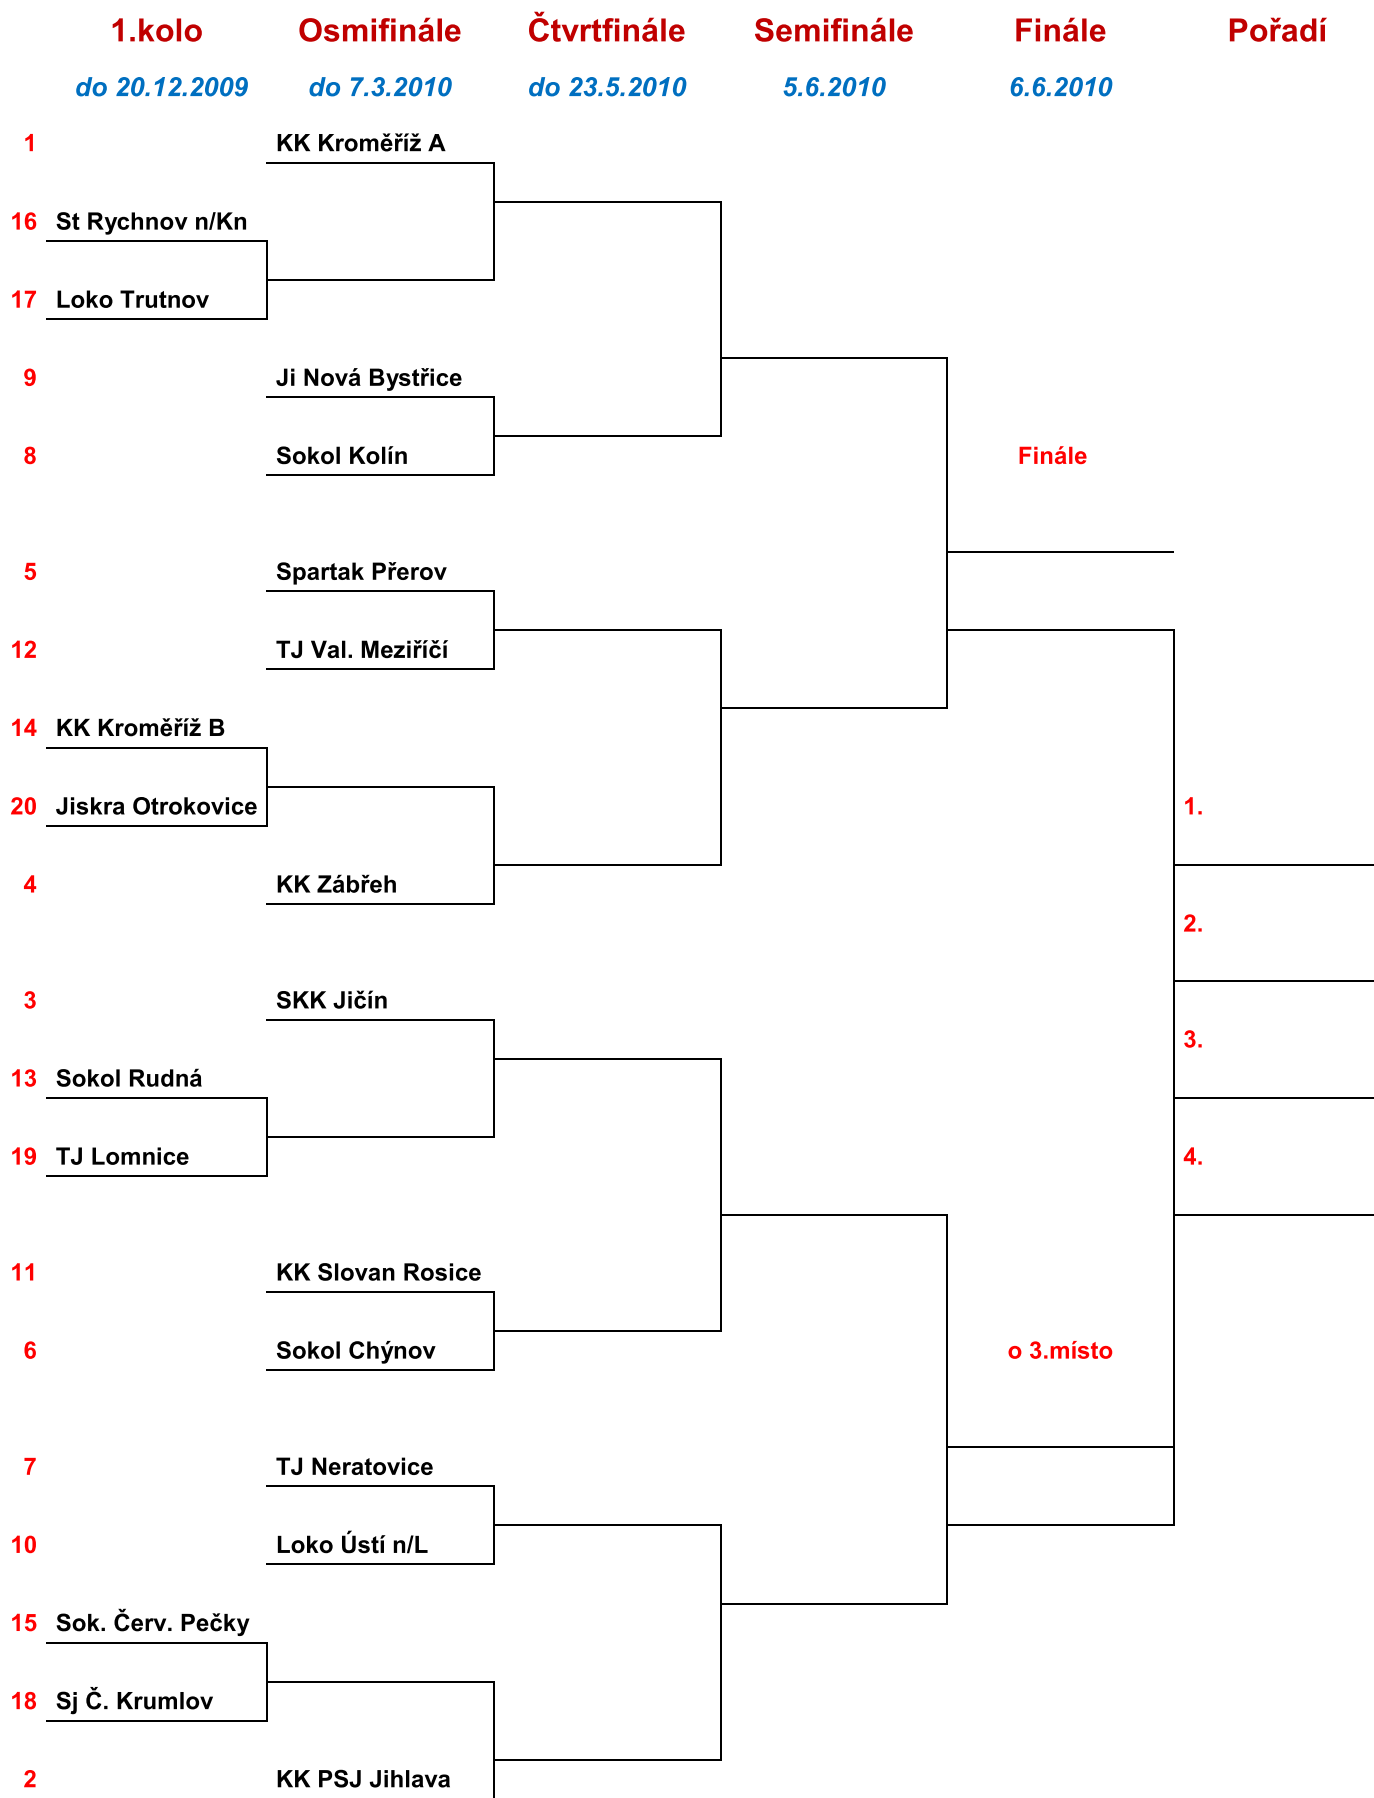 1.kolo Osmifinále Čtvrtfinále Semifinále Finále Pořadí
do 20.12.2009 do 7.3.2010 do 23.5.2010 5.6.2010 6.6.2010
1 KK Kroměříž A
16 St Rychnov n/Kn
17 Loko Trutnov
9 Ji Nová Bystřice
8 Sokol Kolín Finále
5 Spartak Přerov
12 TJ Val. Meziříčí
14 KK Kroměříž B
20 Jiskra Otrokovice 1.
4 KK Zábřeh
2.
3 SKK Jičín
3.
13 Sokol Rudná
19 TJ Lomnice 4.
11 KK Slovan Rosice
6 Sokol Chýnov o 3.místo
7 TJ Neratovice
10 Loko Ústí n/L
15 Sok. Červ. Pečky
18 Sj Č. Krumlov
2 KK PSJ Jihlava